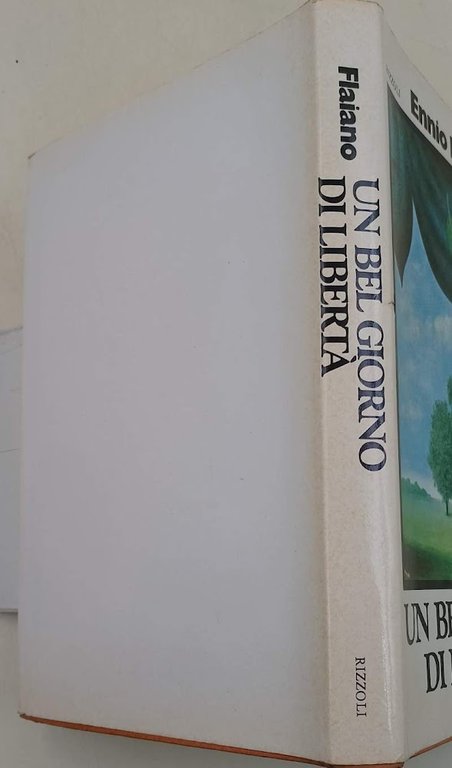 Flaiano
UN BEL GIORNO
DI LIBERTÀ
RIZZOLI
Ennio
UN BE
DI